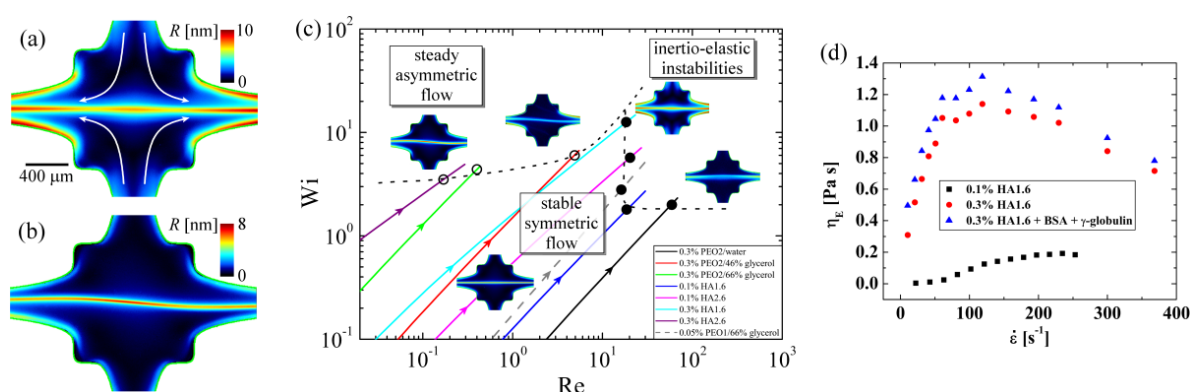 (a)
R [nm]
10
0
400 μm
(b)
R [nm]
8
0
(c)
Wi
10²
10¹
10⁰
10⁻¹
10⁻¹
10⁰
10¹
10²
10³
Re
steady
asymmetric
flow
inertio-elastic
instabilities
stable
symmetric
flow
0.3% PEO2/water
0.3% PEO2/46% glycerol
0.3% PEO2/66% glycerol
0.1% HA1.6
0.1% HA2.6
0.3% HA1.6
0.3% HA2.6
0.05% PEO1/66% glycerol
(d)
η_E [Pa s]
1.4
1.2
1.0
0.8
0.6
0.4
0.2
0.0
0
100
200
300
400
ε̇ [s⁻¹]
0.1% HA1.6
0.3% HA1.6
0.3% HA1.6 + BSA + γ-globulin